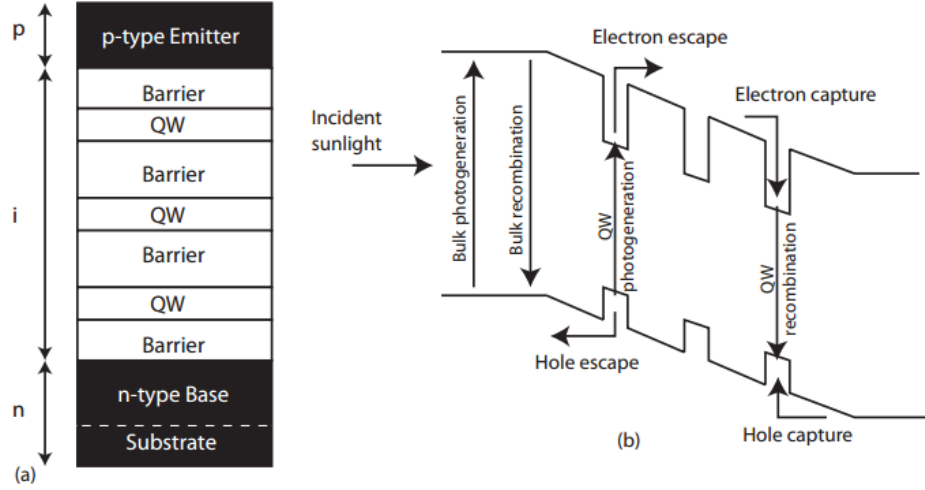 p
p-type Emitter
i
Barrier
QW
Barrier
QW
Barrier
QW
Barrier
n
n-type Base
Substrate
(a)
Incident
sunlight
Bulk photogeneration
Bulk recombination
Electron escape
QW
photogeneration
Hole escape
Electron capture
QW
recombination
Hole capture
(b)